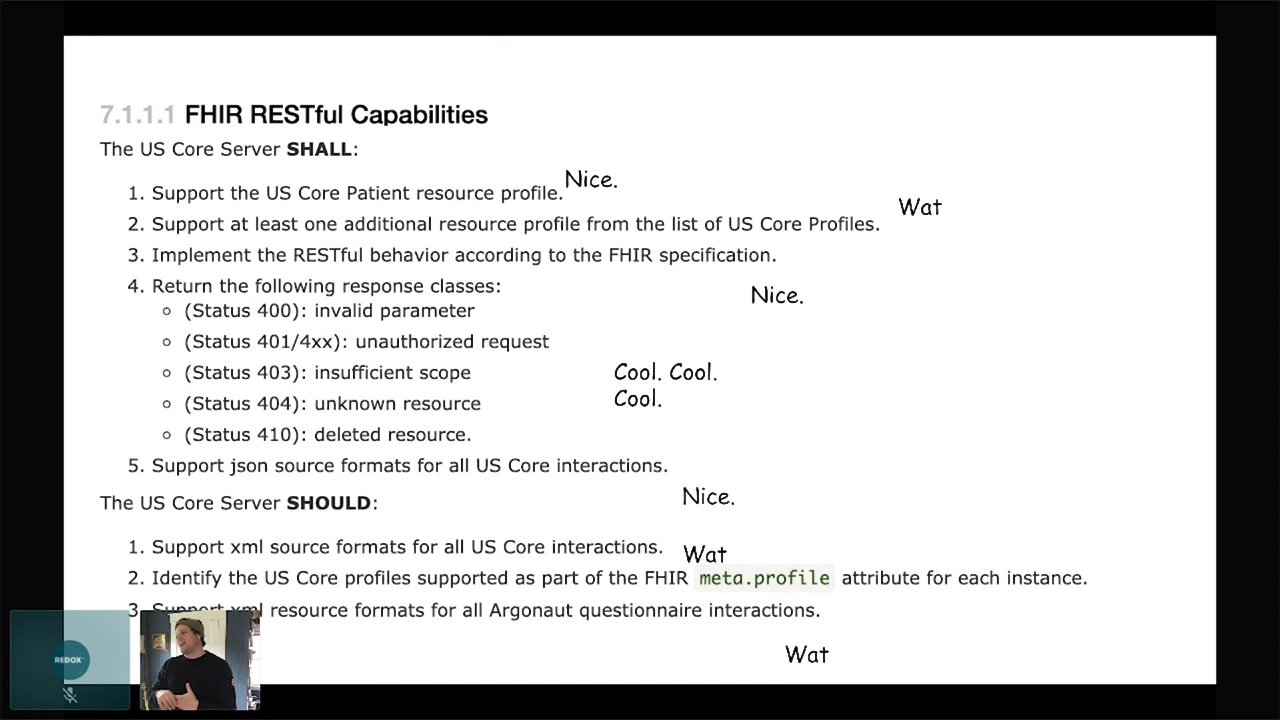 7.1.1.1 FHIR RESTful Capabilities
The US Core Server SHALL:
1. Support the US Core Patient resource profile. Nice.
Wat
2. Support at least one additional resource profile from the list of US Core Profiles.
3. Implement the RESTful behavior according to the FHIR specification.
4. Return the following response classes:
Nice.
(Status 400): invalid parameter
(Status 401/4xx): unauthorized request
(Status 403): insufficient scope Cool. Cool.
Cool.
(Status 404): unknown resource
(Status 410): deleted resource.
5. Support json source formats for all US Core interactions.
Nice.
The US Core Server SHOULD:
1. Support xml source formats for all US Core interactions. Wat
2. Identify the US Core profiles supported as part of the FHIR meta.profile attribute for each instance.
3. Support xml resource formats for all Argonaut questionnaire interactions.
Wat
REDOX